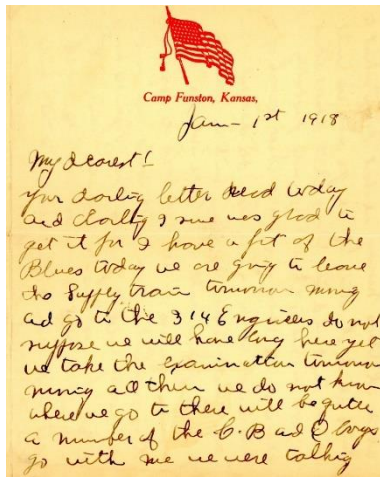 Camp Funston, Kansas,
Jan - 1st 1918
My dearest!
Your darling letter recd today
and darling I sure was glad to
get it for I have a fit of the
Blues today we are going to leave
the Supply train tomorrow morning
and go to the 314 Engineers do not
suppose we will have long here yet
we take the examination tomorrow
morning all then we do not know
where we go to there will be quite
a number of the C. B and Q boys
go with me we were talking